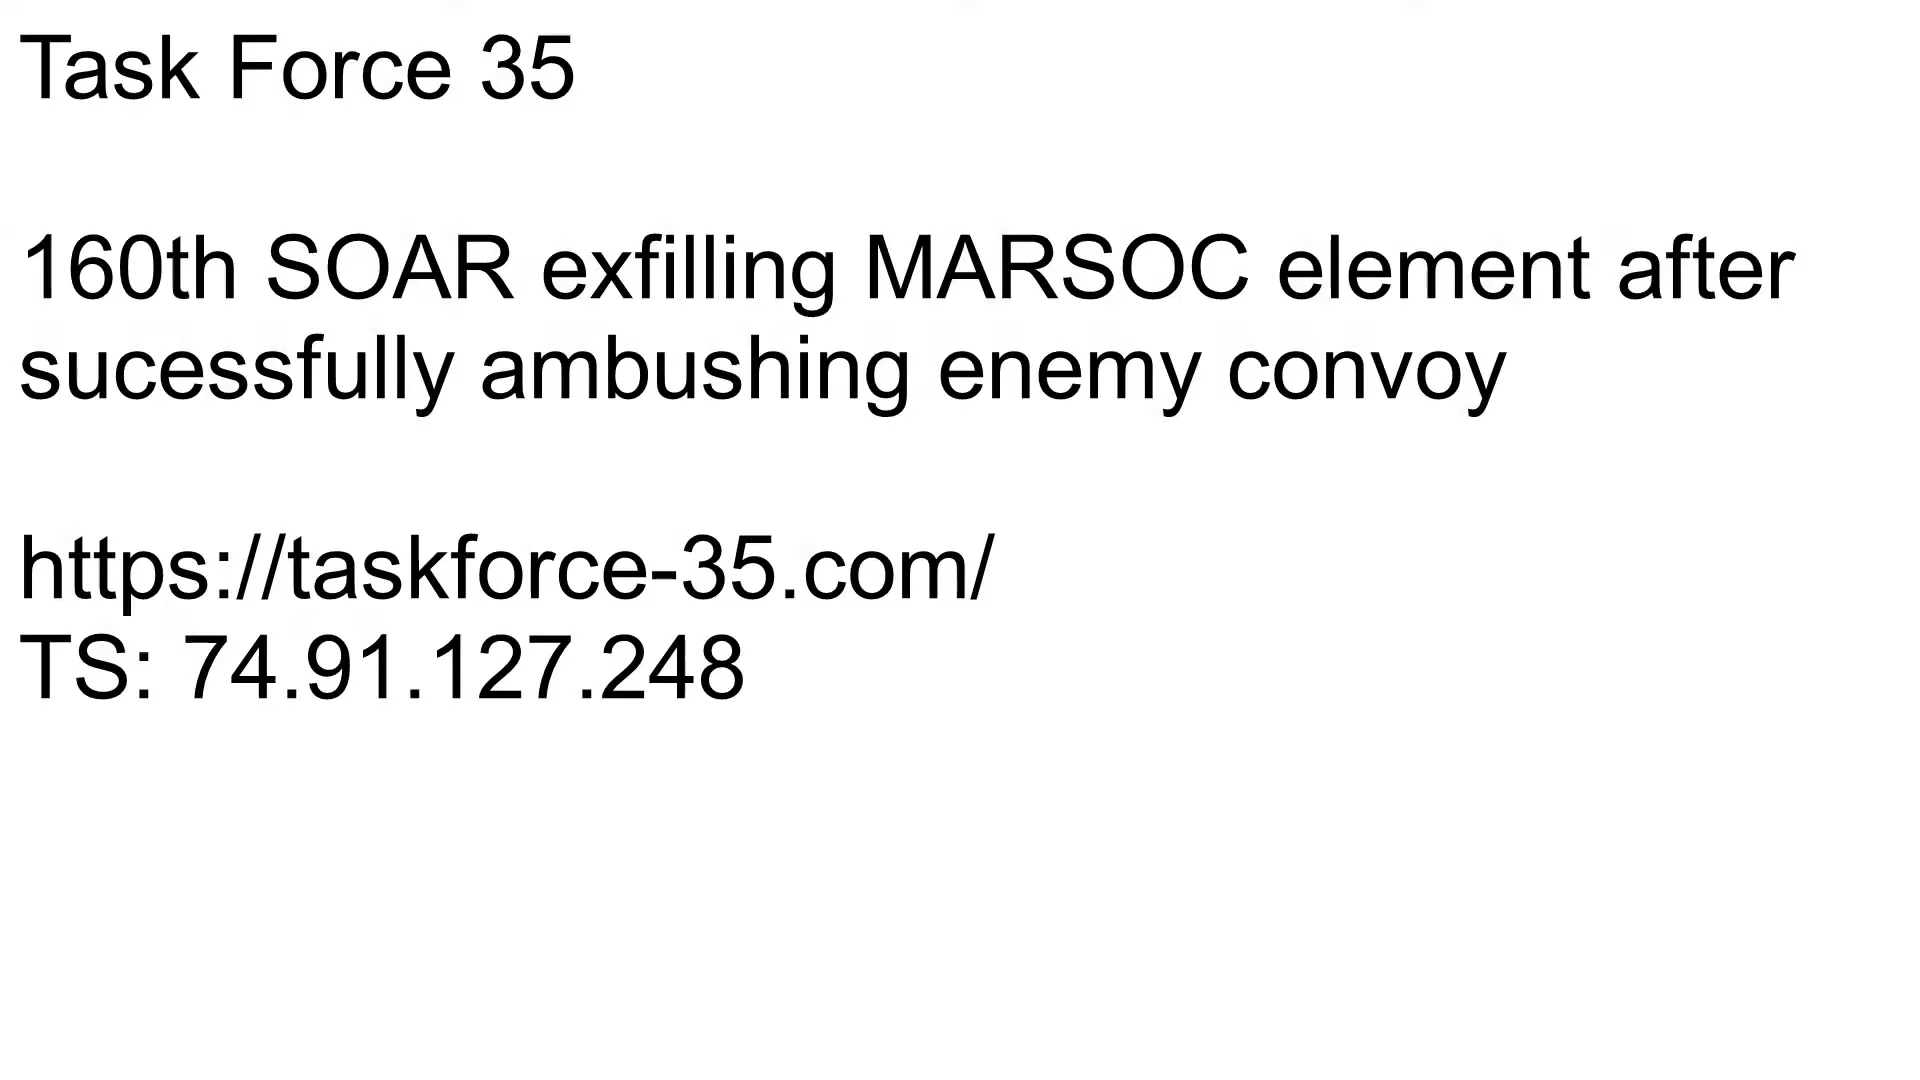 Task Force 35
160th SOAR exfilling MARSOC element after
sucessfully ambushing enemy convoy
https://taskforce-35.com/
TS: 74.91.127.248